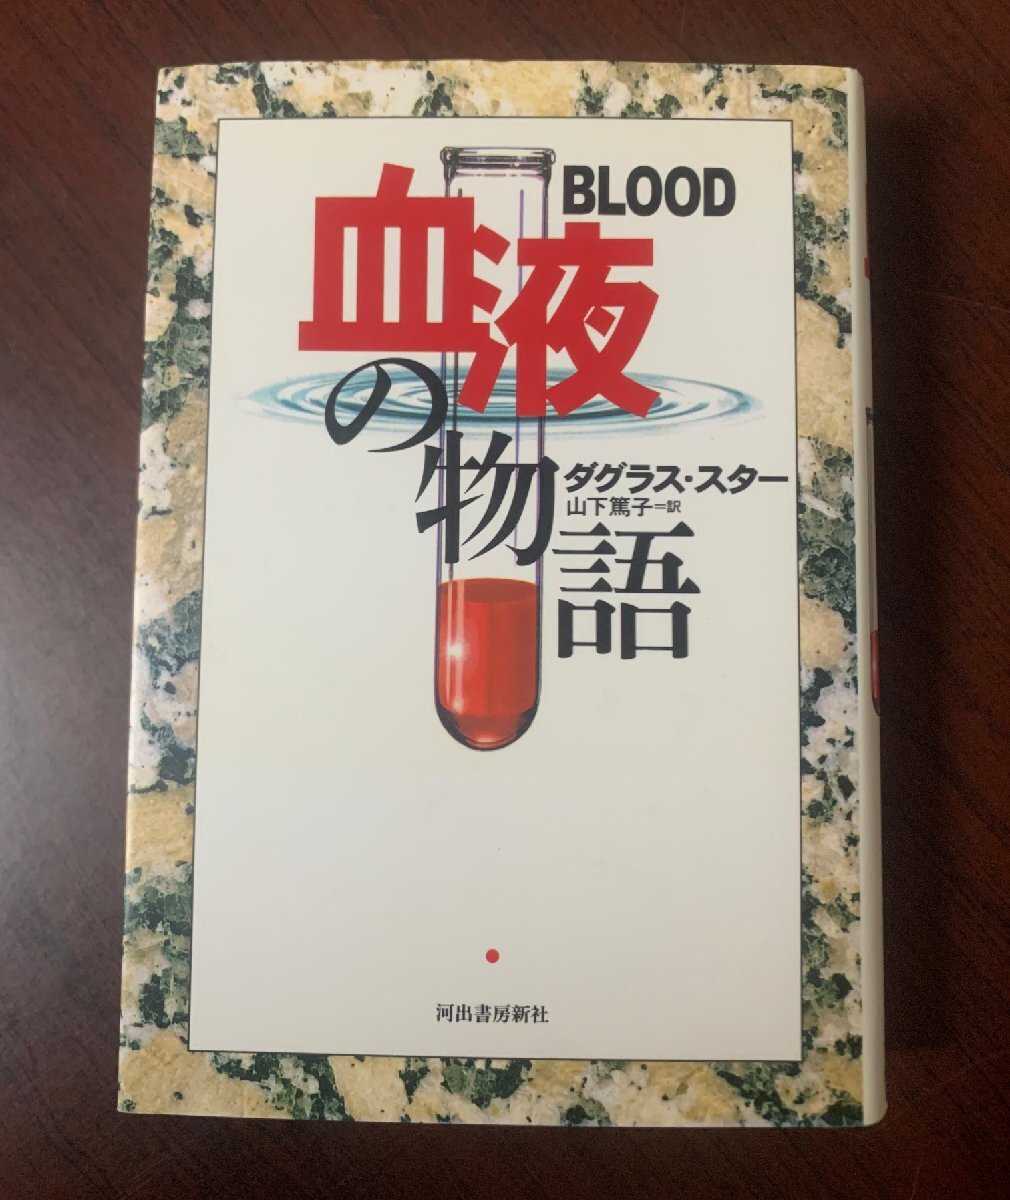 BLOOD
血液の物語
ダグラス・スター
山下篤子=訳
河出書房新社